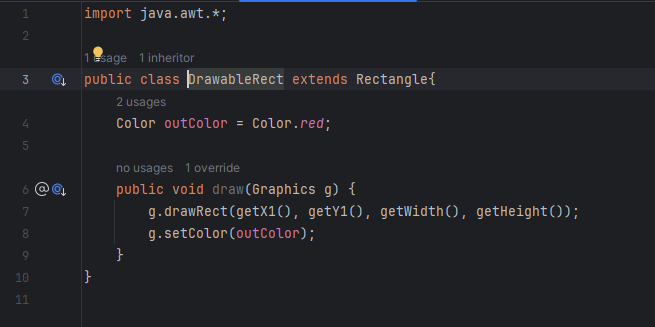 1 import java.awt.*;
2
1 usage 1 inheritor
3 public class DrawableRect extends Rectangle{
2 usages
4 Color outColor = Color.red;
5
no usages 1 override
6 public void draw(Graphics g) {
7 g.drawRect(getX1(), getY1(), getWidth(), getHeight());
8 g.setColor(outColor);
9 }
10 }
11